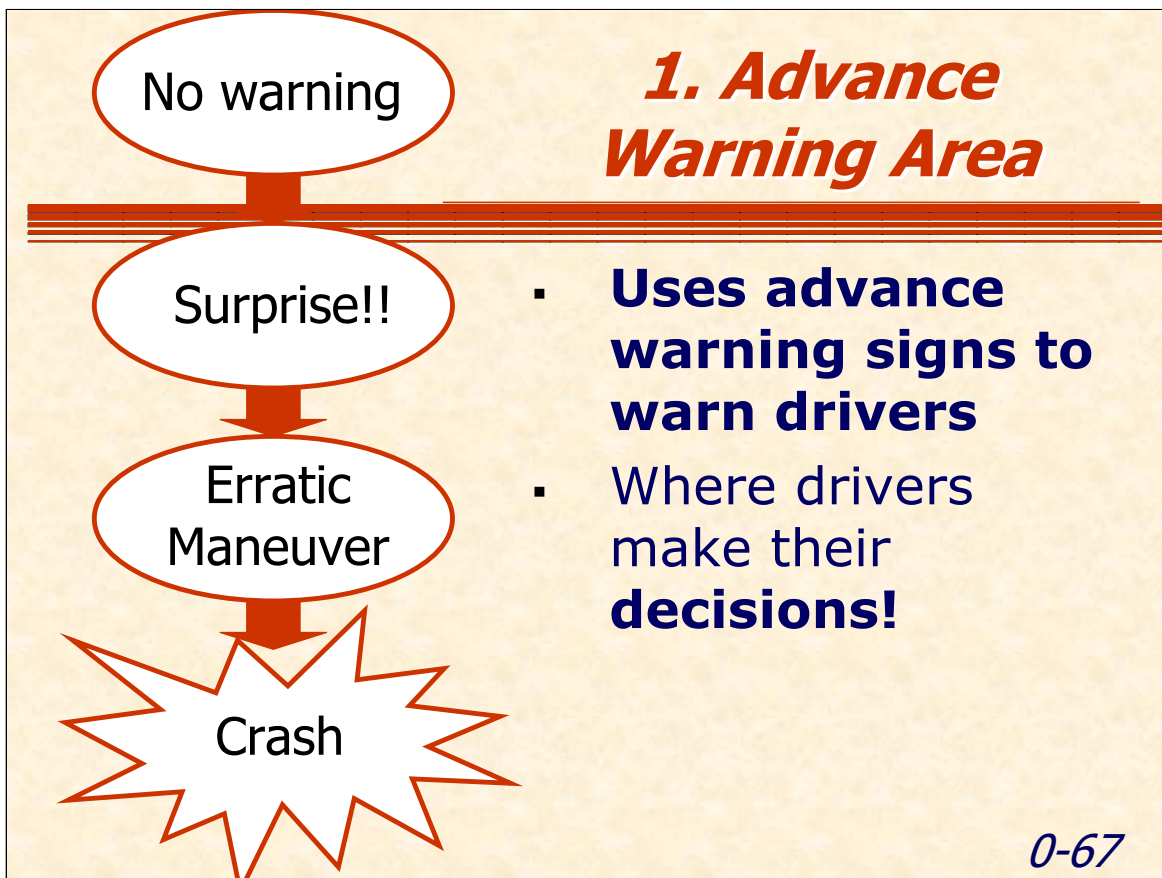 No warning
1. Advance
Warning Area
Surprise!!
▪ Uses advance
warning signs to
warn drivers
Erratic
Maneuver
▪ Where drivers
make their
decisions!
Crash
0-67